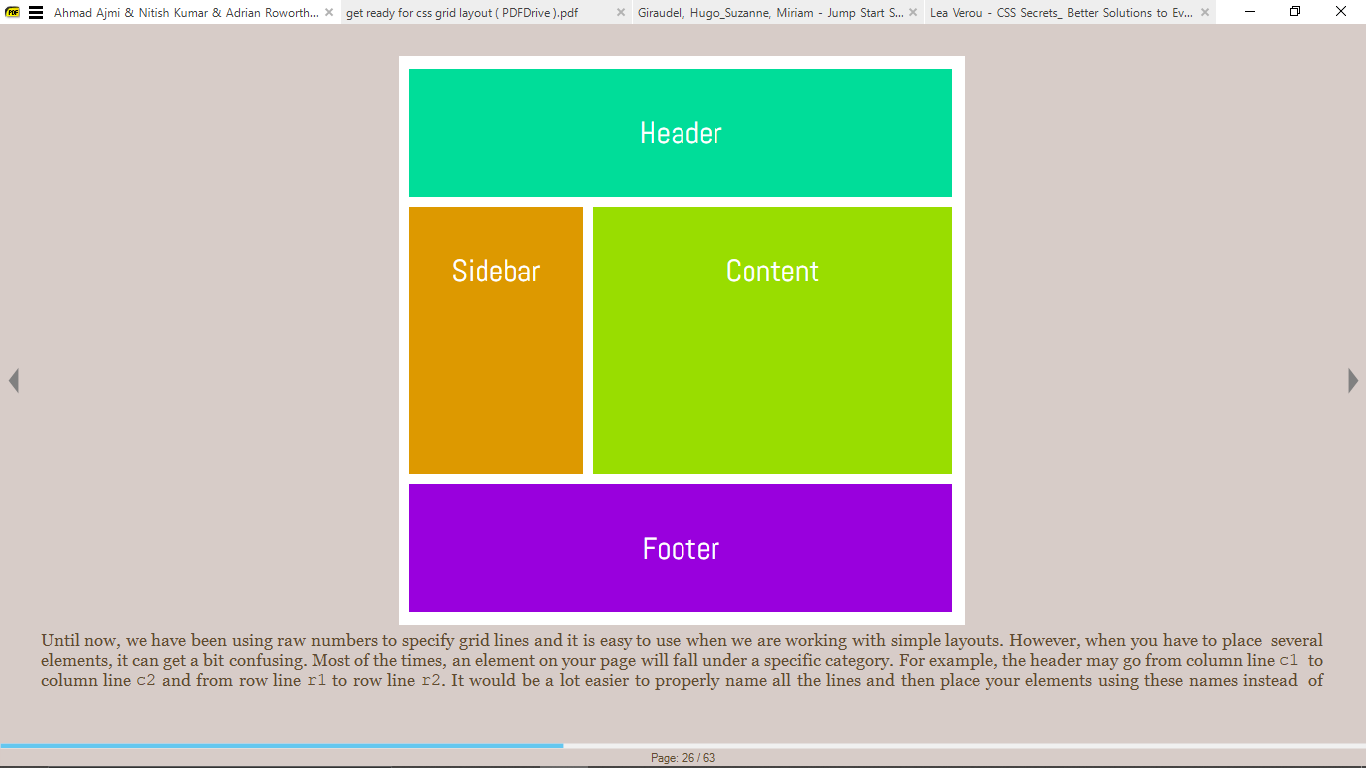 PDF
Ahmad Ajmi & Nitish Kumar & Adrian Roworth...
get ready for css grid layout ( PDFDrive ).pdf
Giraudel, Hugo_Suzanne, Miriam - Jump Start S...
Lea Verou - CSS Secrets_ Better Solutions to Ev...
Header
Sidebar
Content
Footer
Until now, we have been using raw numbers to specify grid lines and it is easy to use when we are working with simple layouts. However, when you have to place several
elements, it can get a bit confusing. Most of the times, an element on your page will fall under a specific category. For example, the header may go from column line c1 to
column line c2 and from row line r1 to row line r2. It would be a lot easier to properly name all the lines and then place your elements using these names instead of
Page: 26 / 63